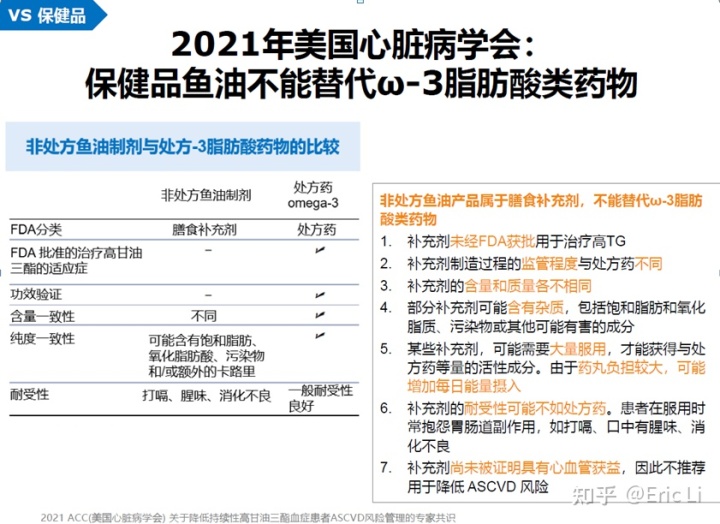 VS 保健品
2021年美国心脏病学会：
保健品鱼油不能替代ω-3脂肪酸类药物
非处方鱼油制剂与处方-3脂肪酸药物的比较
非处方鱼油制剂
处方药
omega-3
FDA分类
膳食补充剂
处方药
FDA 批准的治疗高甘油
三酯的适应症
–
✓
功效验证
–
✓
含量一致性
不同
✓
纯度一致性
可能含有饱和脂肪、
氧化脂肪酸、污染物
和/或额外的卡路里
✓
耐受性
打嗝、腥味、消化不良
一般耐受性
良好
非处方鱼油产品属于膳食补充剂，不能替代ω-3脂肪
酸类药物
1. 补充剂未经FDA获批用于治疗高TG
2. 补充剂制造过程的监管程度与处方药不同
3. 补充剂的含量和质量各不相同
4. 部分补充剂可能含有杂质，包括饱和脂肪和氧化
脂质、污染物或其他可能有害的成分
5. 某些补充剂，可能需要大量服用，才能获得与处
方药等量的活性成分。由于药丸负担较大，可能
增加每日能量摄入
6. 补充剂的耐受性可能不如处方药。患者在服用时
常抱怨胃肠道副作用，如打嗝、口中有腥味、消
化不良
7. 补充剂尚未被证明具有心血管获益，因此不推荐
用于降低 ASCVD 风险
知乎 @Eric Li
2021 ACC(美国心脏病学会) 关于降低持续性高甘油三酯血症患者ASCVD风险管理的专家共识